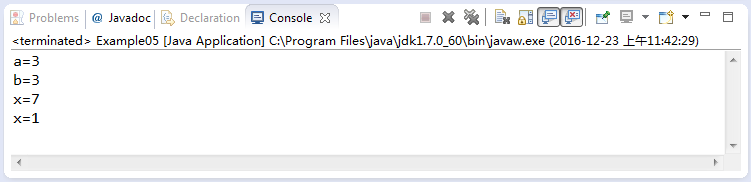 Problems @ Javadoc Declaration Console
<terminated> Example05 [Java Application] C:\Program Files\java\jdk1.7.0_60\bin\javaw.exe (2016-12-23 上午11:42:29)
a=3
b=3
x=7
x=1